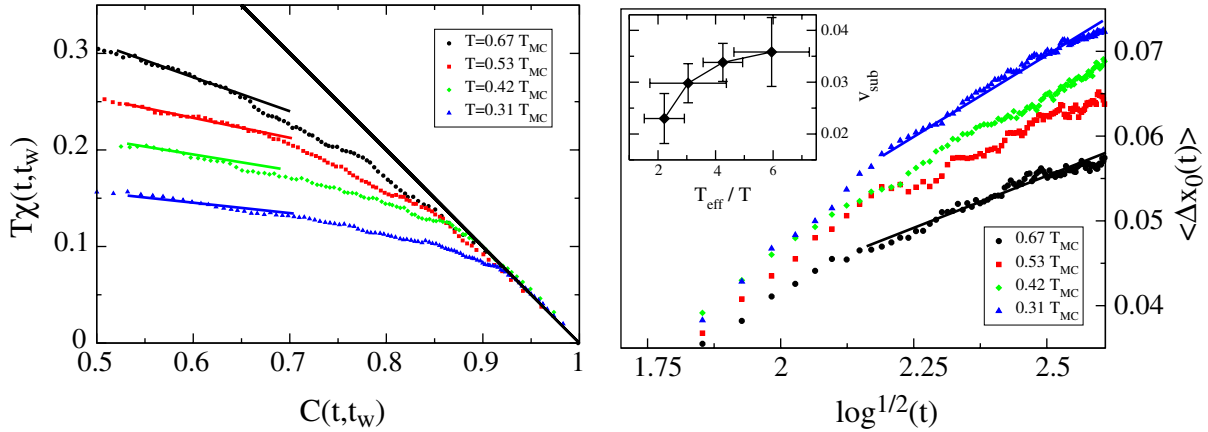 0.3
0.2
0.1
0
Tχ(t,t_w)
T=0.67 T_MC
T=0.53 T_MC
T=0.42 T_MC
T=0.31 T_MC
0.5 0.6 0.7 0.8 0.9 1
C(t,t_w)
0.04
0.03
0.02
v_sub
2 4 6
T_eff / T
0.07
0.06
0.05
0.04
<Δx_0(t)>
0.67 T_MC
0.53 T_MC
0.42 T_MC
0.31 T_MC
1.75 2 2.25 2.5
log^{1/2}(t)